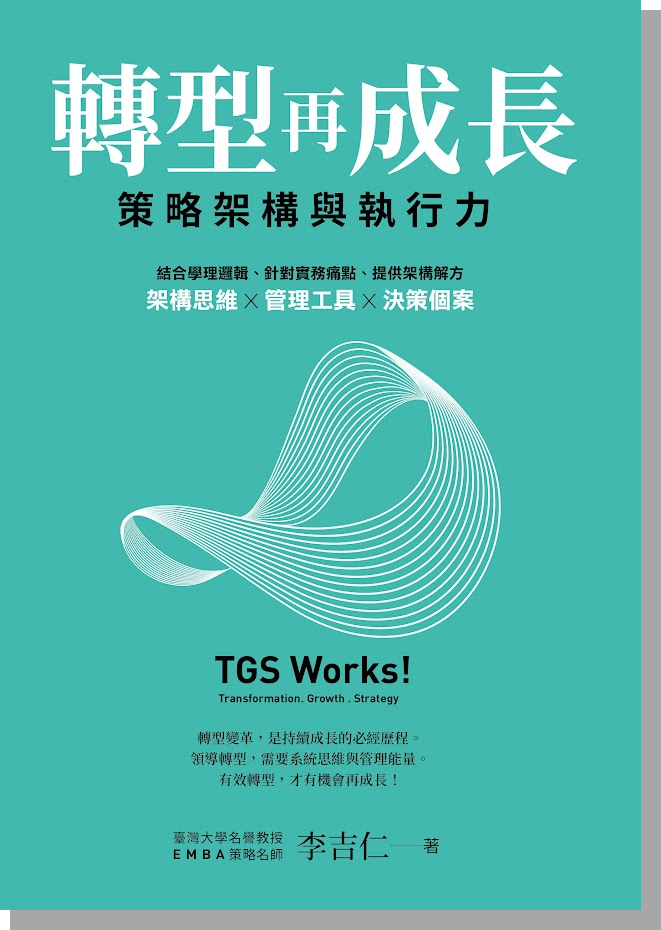 轉型再成長
策略架構與執行力
結合學理邏輯、針對實務痛點、提供架構解方
架構思維×管理工具×決策個案
TGS Works!
Transformation. Growth . Strategy
轉型變革，是持續成長的必經歷程。
領導轉型，需要系統思維與管理能量。
有效轉型，才有機會再成長！
臺灣大學名譽教授
EMBA策略名師
李吉仁——著